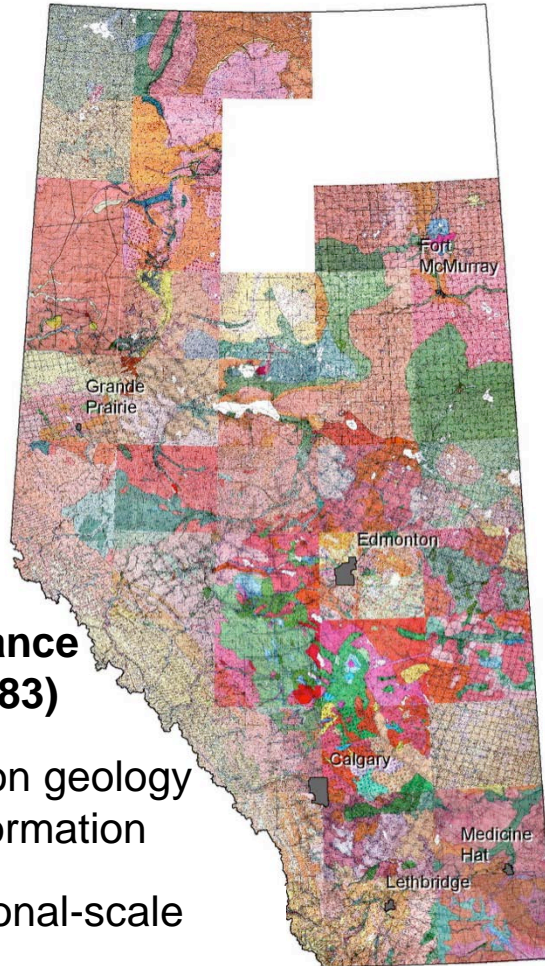 Fort
McMurray
Grande
Prairie
Edmonton
ance
83)
Calgary
on geology
ormation
Medicine
Hat
Lethbridge
onal-scale